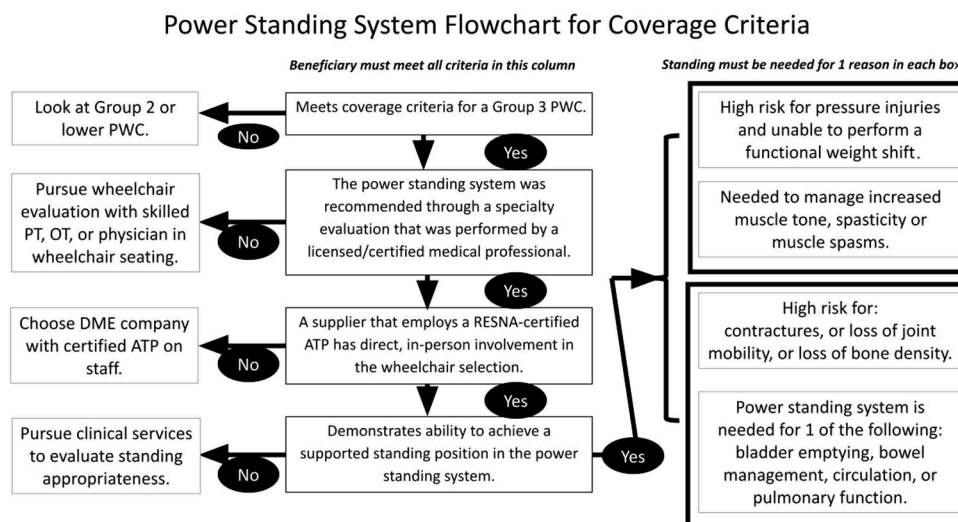 Power Standing System Flowchart for Coverage Criteria
Beneficiary must meet all criteria in this column
Standing must be needed for 1 reason in each box
Look at Group 2 or
lower PWC.
No
Meets coverage criteria for a Group 3 PWC.
Yes
Pursue wheelchair
evaluation with skilled
PT, OT, or physician in
wheelchair seating.
No
The power standing system was
recommended through a
specialty evaluation that was
performed by a
licensed/certified medical professional.
Yes
Choose DME company
with certified ATP on
staff.
No
A supplier that employs a RESNA-certified
ATP has direct, in-person involvement in
the wheelchair selection.
Yes
Pursue clinical services
to evaluate standing
appropriateness.
No
Demonstrates ability to achieve a
supported standing position in the power
standing system.
Yes
High risk for pressure injuries
and unable to perform a
functional weight shift.
Needed to manage increased
muscle tone, spasticity or
muscle spasms.
High risk for:
contractures, or loss of joint
mobility, or loss of bone density.
Power standing system is
needed for 1 of the following:
bladder emptying, bowel
management, circulation, or
pulmonary function.